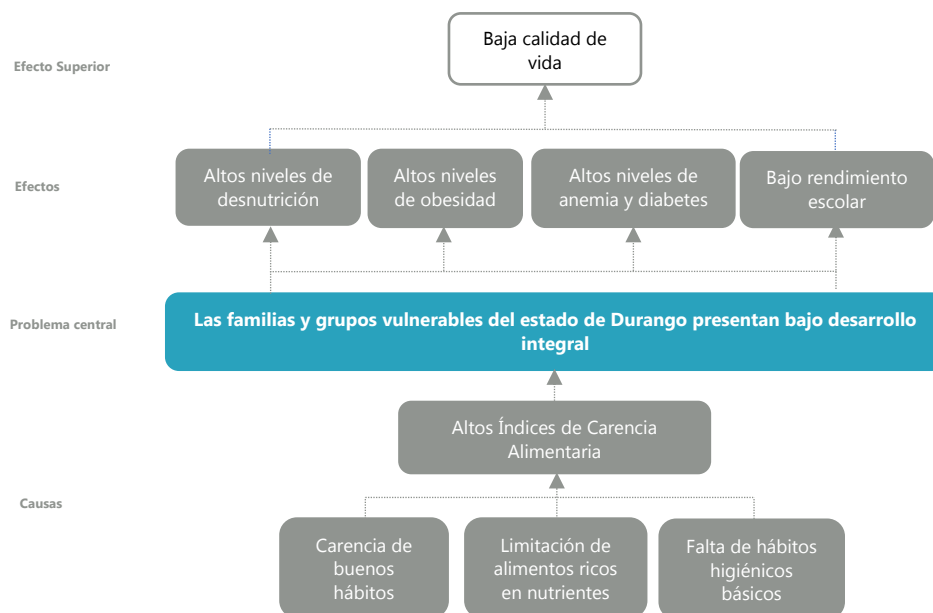 Efecto Superior
Baja calidad de
vida
Efectos
Altos niveles de
desnutrición
Altos niveles
de obesidad
Altos niveles de
anemia y diabetes
Bajo rendimiento
escolar
Problema central
Las familias y grupos vulnerables del estado de Durango presentan bajo desarrollo
integral
Altos Índices de Carencia
Alimentaria
Causas
Carencia de
buenos
hábitos
Limitación de
alimentos ricos
en nutrientes
Falta de hábitos
higiénicos
básicos